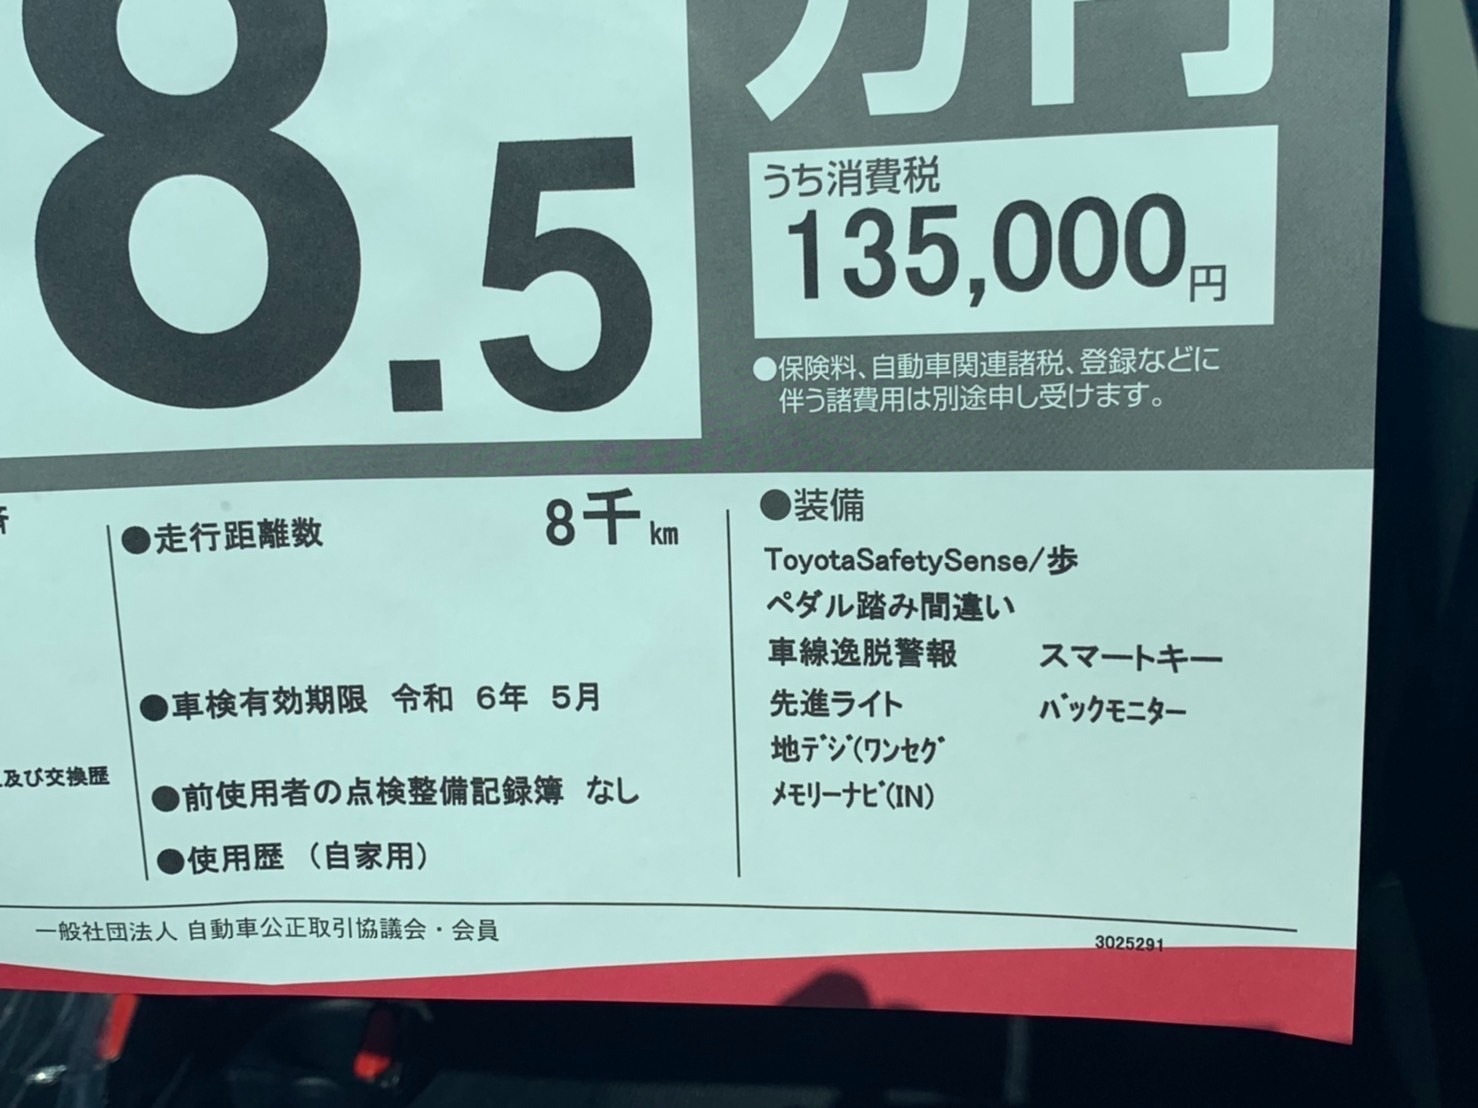 8.5
万円
うち消費税
135,000円
●保険料、自動車関連諸税、登録などに
伴う諸費用は別途申し受けます。
●走行距離数 8千km
●車検有効期限 令和 6年 5月
及び交換歴
●前使用者の点検整備記録簿 なし
●使用歴 （自家用）
●装備
ToyotaSafetySense/歩
ペダル踏み間違い
車線逸脱警報 スマートキー
先進ライト ﾊﾞックモニター
地ﾃﾞｼﾞ(ワンセｸﾞ
ﾒﾓﾘｰﾅﾋﾞ(IN)
一般社団法人 自動車公正取引協議会・会員
3025291